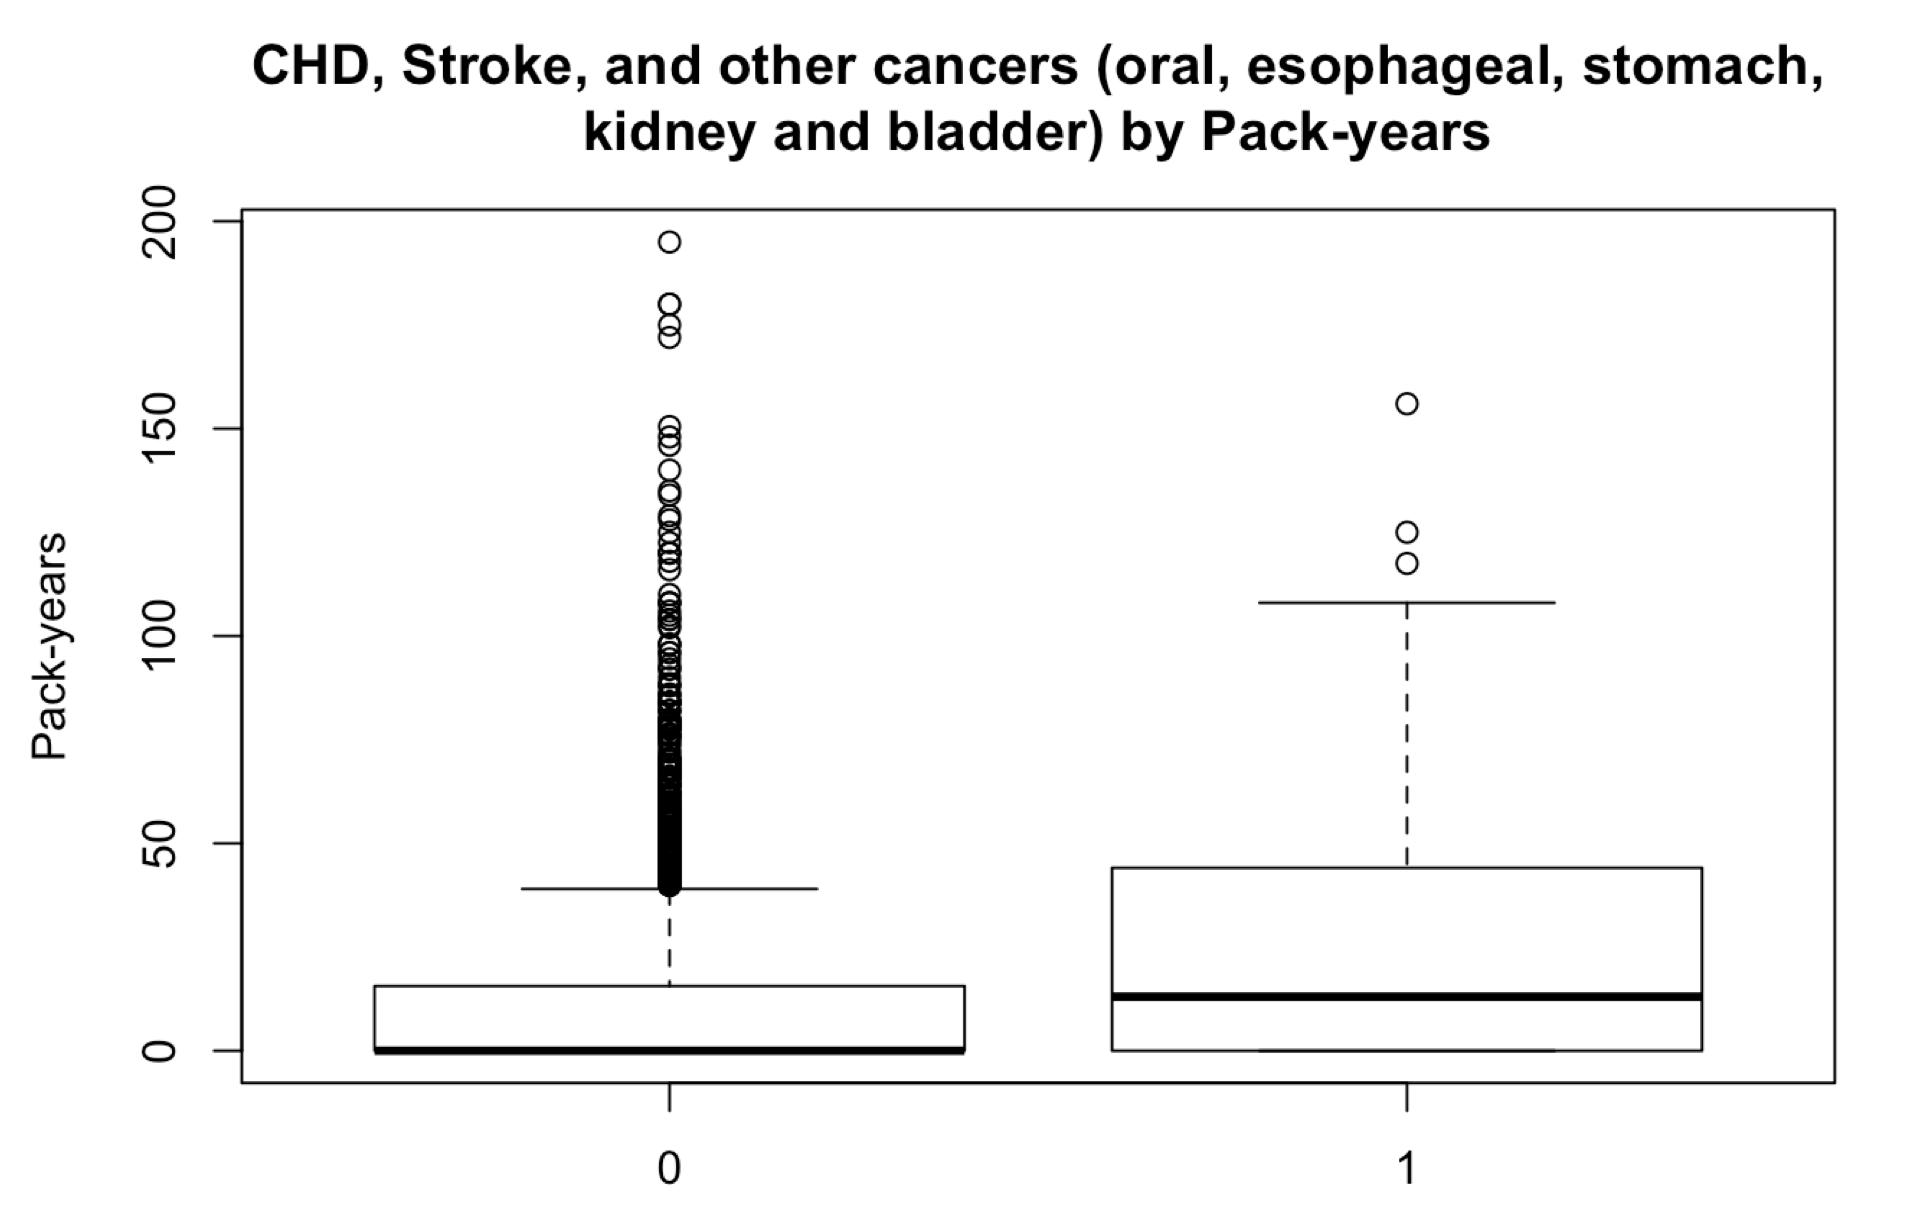 CHD, Stroke, and other cancers (oral, esophageal, stomach,
kidney and bladder) by Pack-years
Pack-years
200
150
100
50
0
0 1